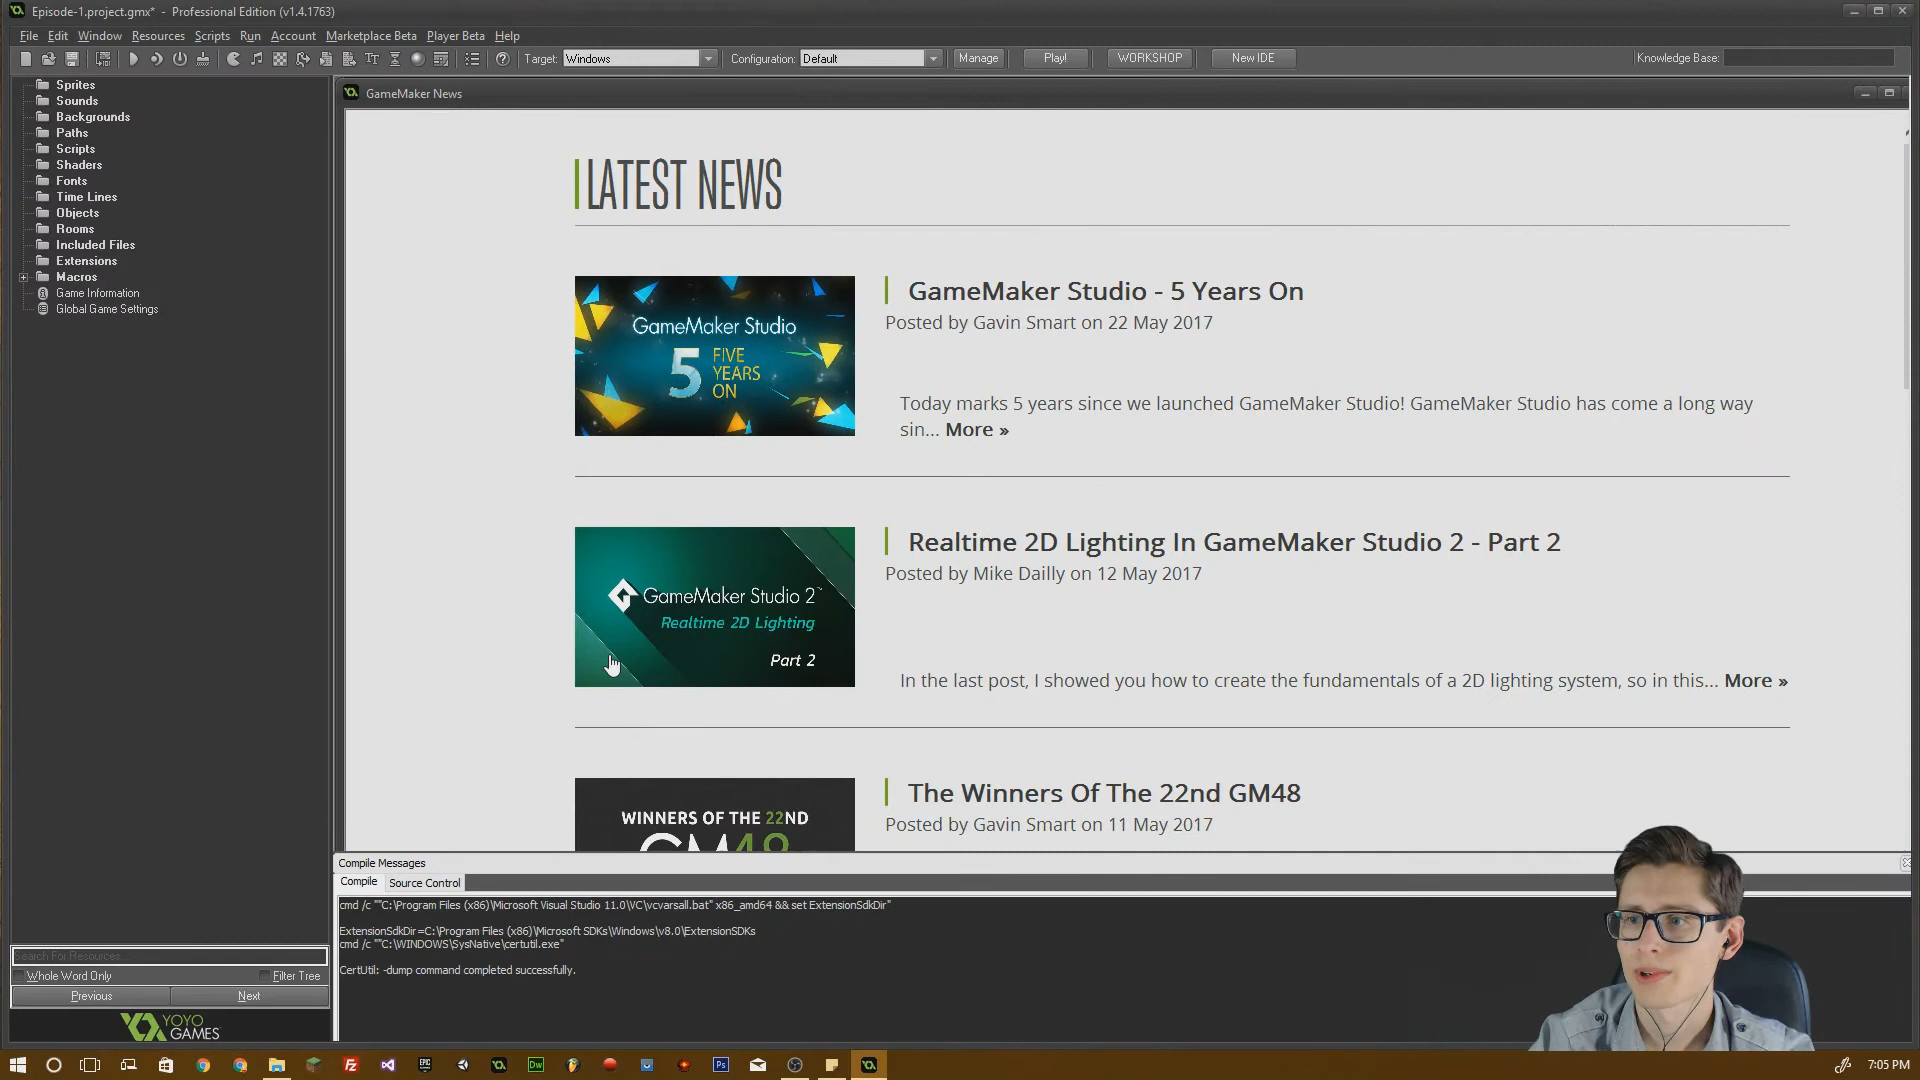 Episode-1.project.gmx* - Professional Edition (v1.4.1763)
File Edit Window Resources Scripts Run Account Marketplace Beta Player Beta Help
Target: Windows Configuration: Default Manage Play! WORKSHOP New IDE Knowledge Base:
Sprites
Sounds
Backgrounds
Paths
Scripts
Shaders
Fonts
Time Lines
Objects
Rooms
Included Files
Extensions
Macros
Game Information
Global Game Settings
Search For Resources...
Whole Word Only Filter Tree
Previous Next
YOYO
GAMES
GameMaker News
LATEST NEWS
GameMaker Studio
5 FIVE
YEARS
ON
GameMaker Studio - 5 Years On
Posted by Gavin Smart on 22 May 2017
Today marks 5 years since we launched GameMaker Studio! GameMaker Studio has come a long way
sin... More »
GameMaker Studio 2™
Realtime 2D Lighting
Part 2
Realtime 2D Lighting In GameMaker Studio 2 - Part 2
Posted by Mike Dailly on 12 May 2017
In the last post, I showed you how to create the fundamentals of a 2D lighting system, so in this... More »
WINNERS OF THE 22ND
GM48
The Winners Of The 22nd GM48
Posted by Gavin Smart on 11 May 2017
Compile Messages
Compile Source Control
cmd /c ""C:\Program Files (x86)\Microsoft Visual Studio 11.0\VC\vcvarsall.bat" x86_amd64 && set ExtensionSdkDir"
ExtensionSdkDir=C:\Program Files (x86)\Microsoft SDKs\Windows\v8.0\ExtensionSDKs
cmd /c ""C:\WINDOWS\SysNative\certutil.exe"
CertUtil: -dump command completed successfully.
EPIC
Dw
Ps
7:05 PM